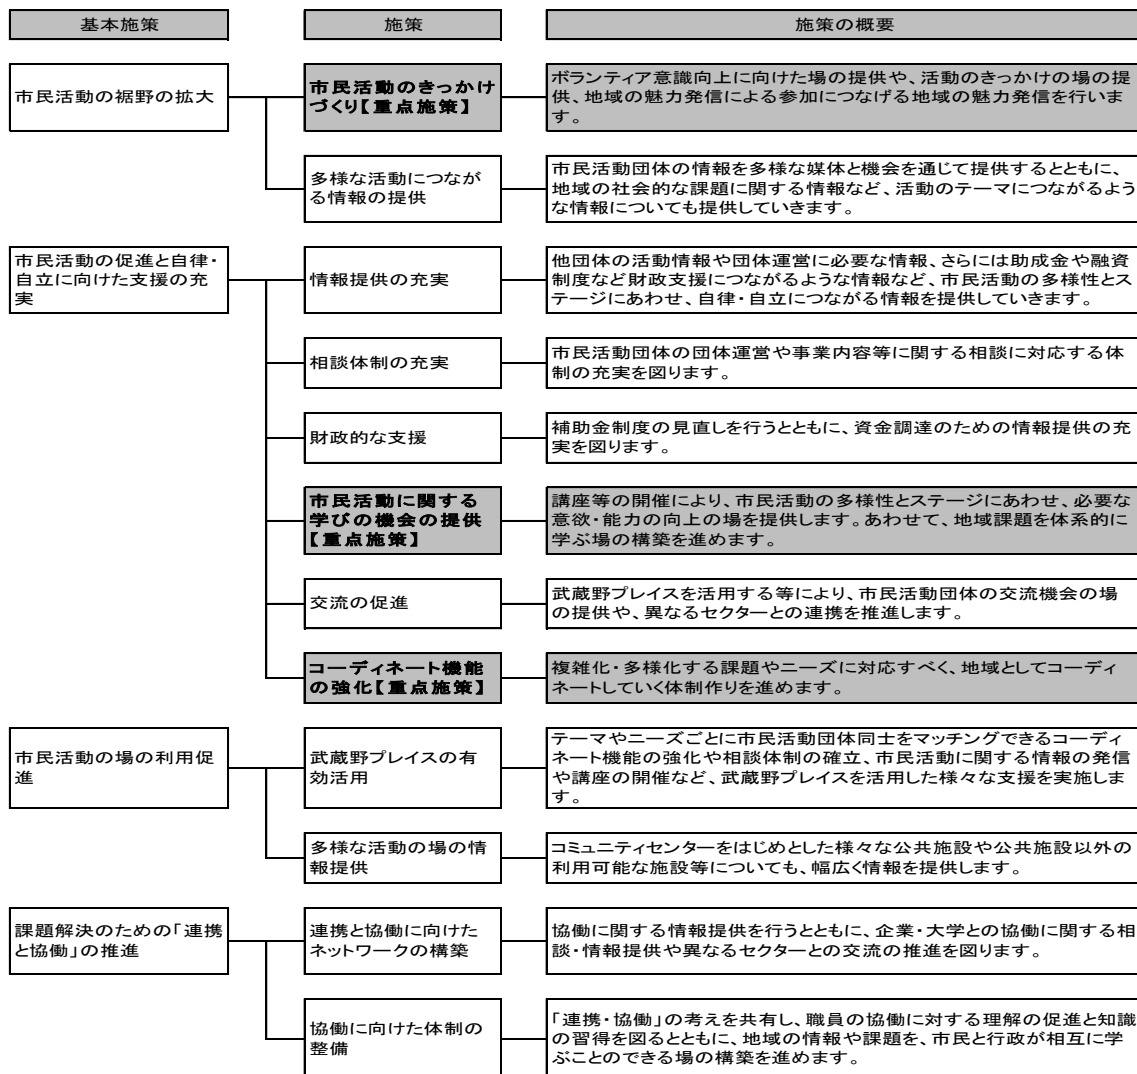 基本施策
施策
施策の概要
市民活動の裾野の拡大
市民活動のきっかけ
づくり【重点施策】
ボランティア意識向上に向けた場の提供や、活動のきっかけの場の提
供、地域の魅力発信による参加につなげる地域の魅力発信を行いま
す。
多様な活動につなが
る情報の提供
市民活動団体の情報を多様な媒体と機会を通じて提供するとともに、
地域の社会的な課題に関する情報など、活動のテーマにつながるよう
な情報についても提供していきます。
市民活動の促進と自律・
自立に向けた支援の充
実
情報提供の充実
他団体の活動情報や団体運営に必要な情報、さらには助成金や融資
制度など財政支援につながるような情報など、市民活動の多様性とス
テージにあわせ、自律・自立につながる情報を提供していきます。
相談体制の充実
市民活動団体の団体運営や事業内容等に関する相談に対応する体
制の充実を図ります。
財政的な支援
補助金制度の見直しを行うとともに、資金調達のための情報提供の充
実を図ります。
市民活動に関する
学びの機会の提供
【重点施策】
講座等の開催により、市民活動の多様性とステージにあわせ、必要な
意欲・能力の向上の場を提供します。あわせて、地域課題を体系的に
学ぶ場の構築を進めます。
交流の促進
武蔵野プレイスを活用する等により、市民活動団体の交流機会の場
の提供や、異なるセクターとの連携を推進します。
コーディネート機能
の強化【重点施策】
複雑化・多様化する課題やニーズに対応すべく、地域としてコーディ
ネートしていく体制作りを進めます。
市民活動の場の利用促
進
武蔵野プレイスの有
効活用
テーマやニーズごとに市民活動団体同士をマッチングできるコーディ
ネート機能の強化や相談体制の確立、市民活動に関する情報の発信
や講座の開催など、武蔵野プレイスを活用した様々な支援を実施しま
す。
多様な活動の場の情
報提供
コミュニティセンターをはじめとした様々な公共施設や公共施設以外の
利用可能な施設等についても、幅広く情報を提供します。
課題解決のための「連携
と協働」の推進
連携と協働に向けた
ネットワークの構築
協働に関する情報提供を行うとともに、企業・大学との協働に関する相
談・情報提供や異なるセクターとの交流の推進を図ります。
協働に向けた体制の
整備
「連携・協働」の考えを共有し、職員の協働に対する理解の促進と知識
の習得を図るとともに、地域の情報や課題を、市民と行政が相互に学
ぶことのできる場の構築を進めます。